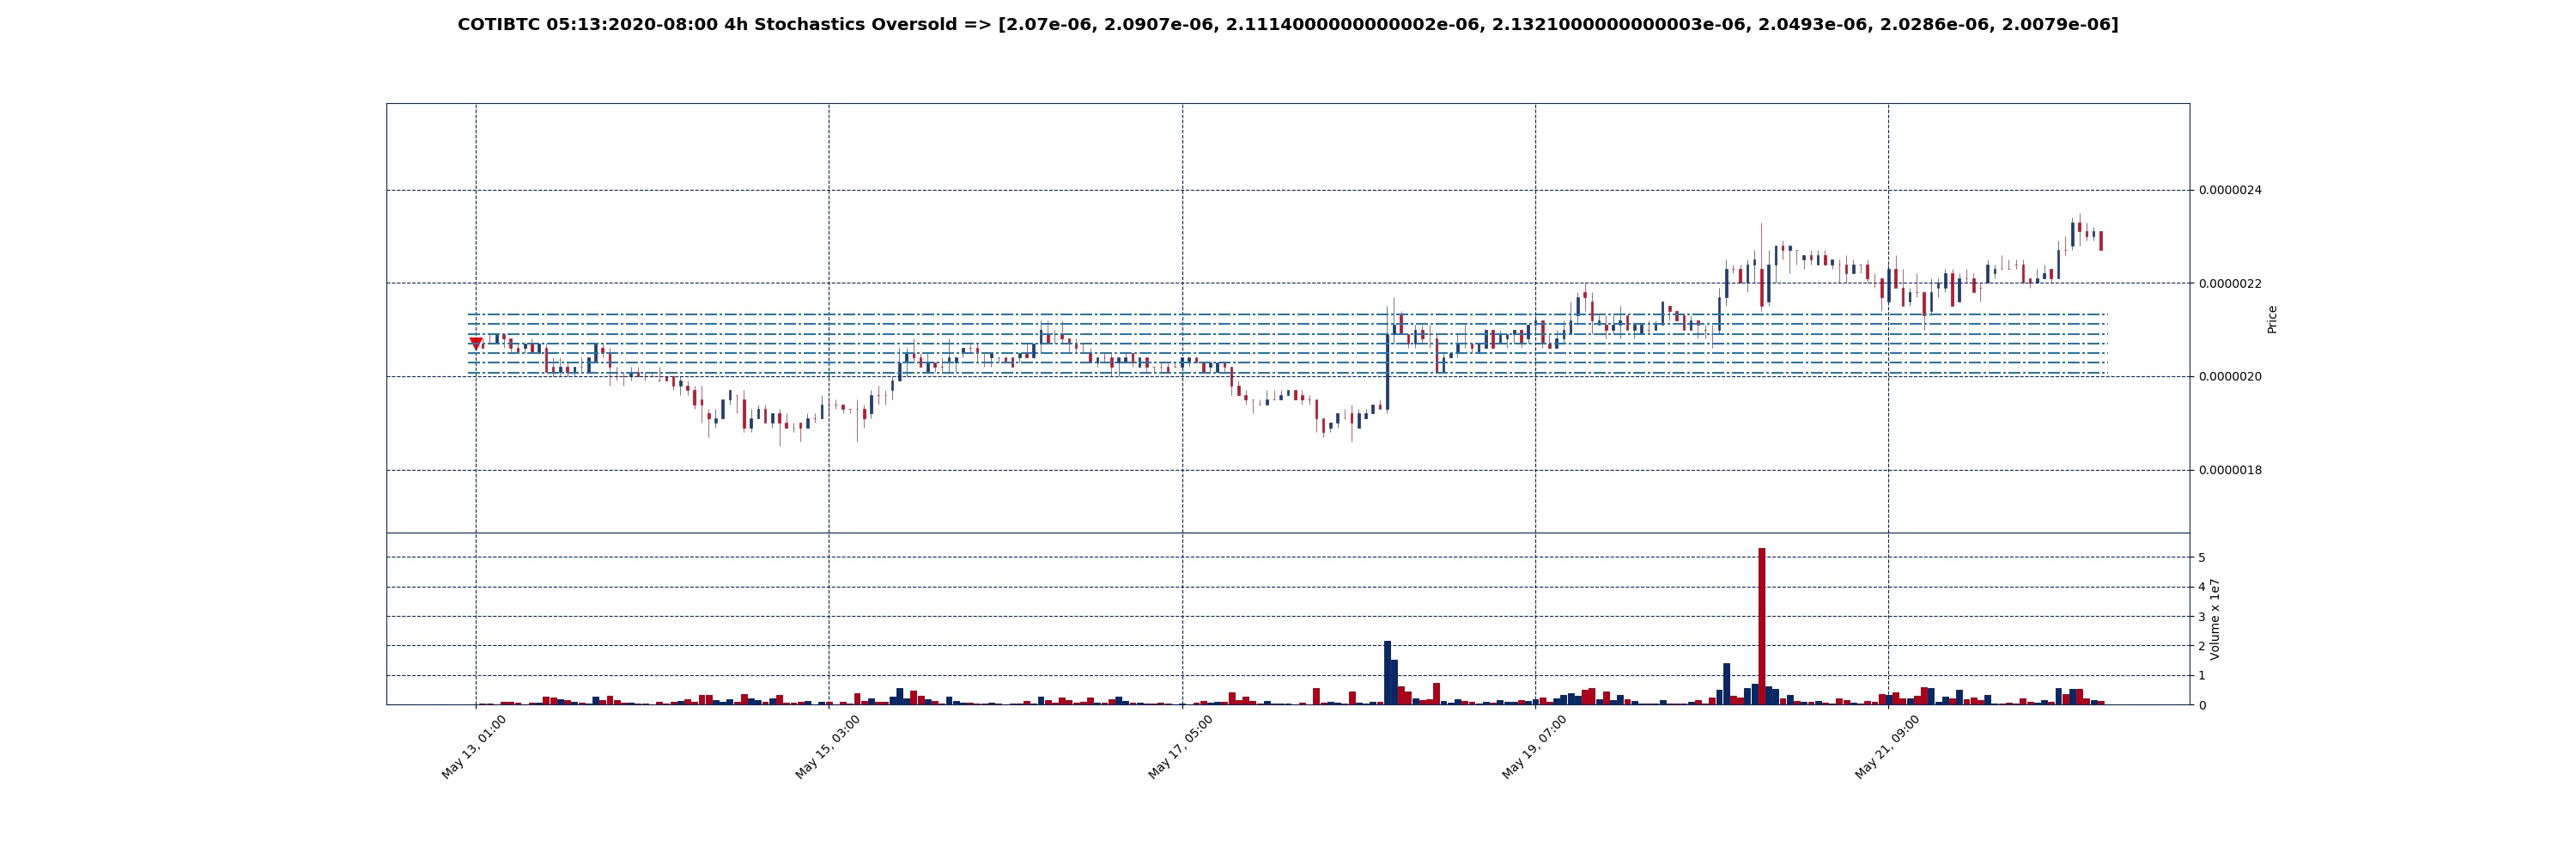 COTIBTC 05:13:2020-08:00 4h Stochastics Oversold => [2.07e-06, 2.0907e-06, 2.1114000000000002e-06, 2.1321000000000003e-06, 2.0493e-06, 2.0286e-06, 2.0079e-06]
0.0000024
0.0000022
Price
0.0000020
0.0000018
5
4
3
2
1
0
Volume x 1e7
May 13, 01:00
May 15, 03:00
May 17, 05:00
May 19, 07:00
May 21, 09:00